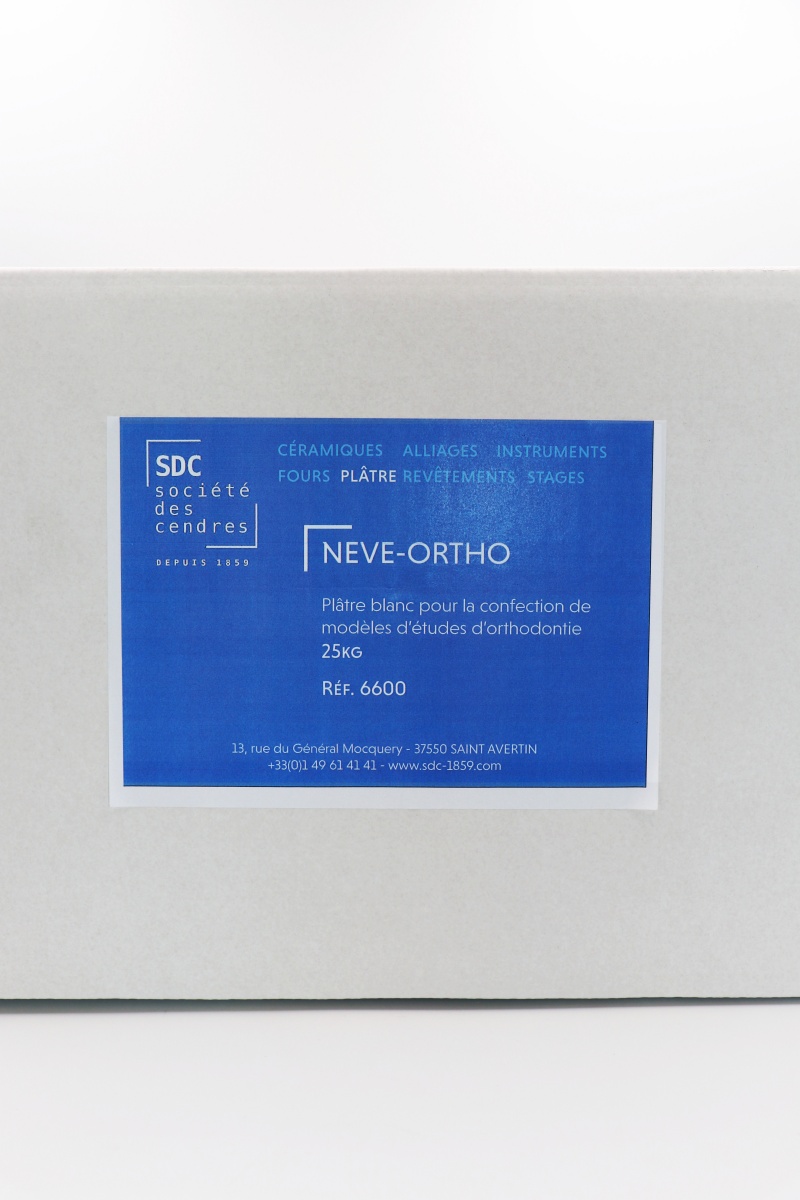 SDC
société
des
cendres
DEPUIS 1859
CÉRAMIQUES ALLIAGES INSTRUMENTS
FOURS PLÂTRE REVÊTEMENTS STAGES
NEVE-ORTHO
Plâtre blanc pour la confection de
modèles d'études d'orthodontie
25KG
RÉF. 6600
13, rue du Général Mocquery - 37550 SAINT AVERTIN
+33(0)1 49 61 41 41 - www.sdc-1859.com